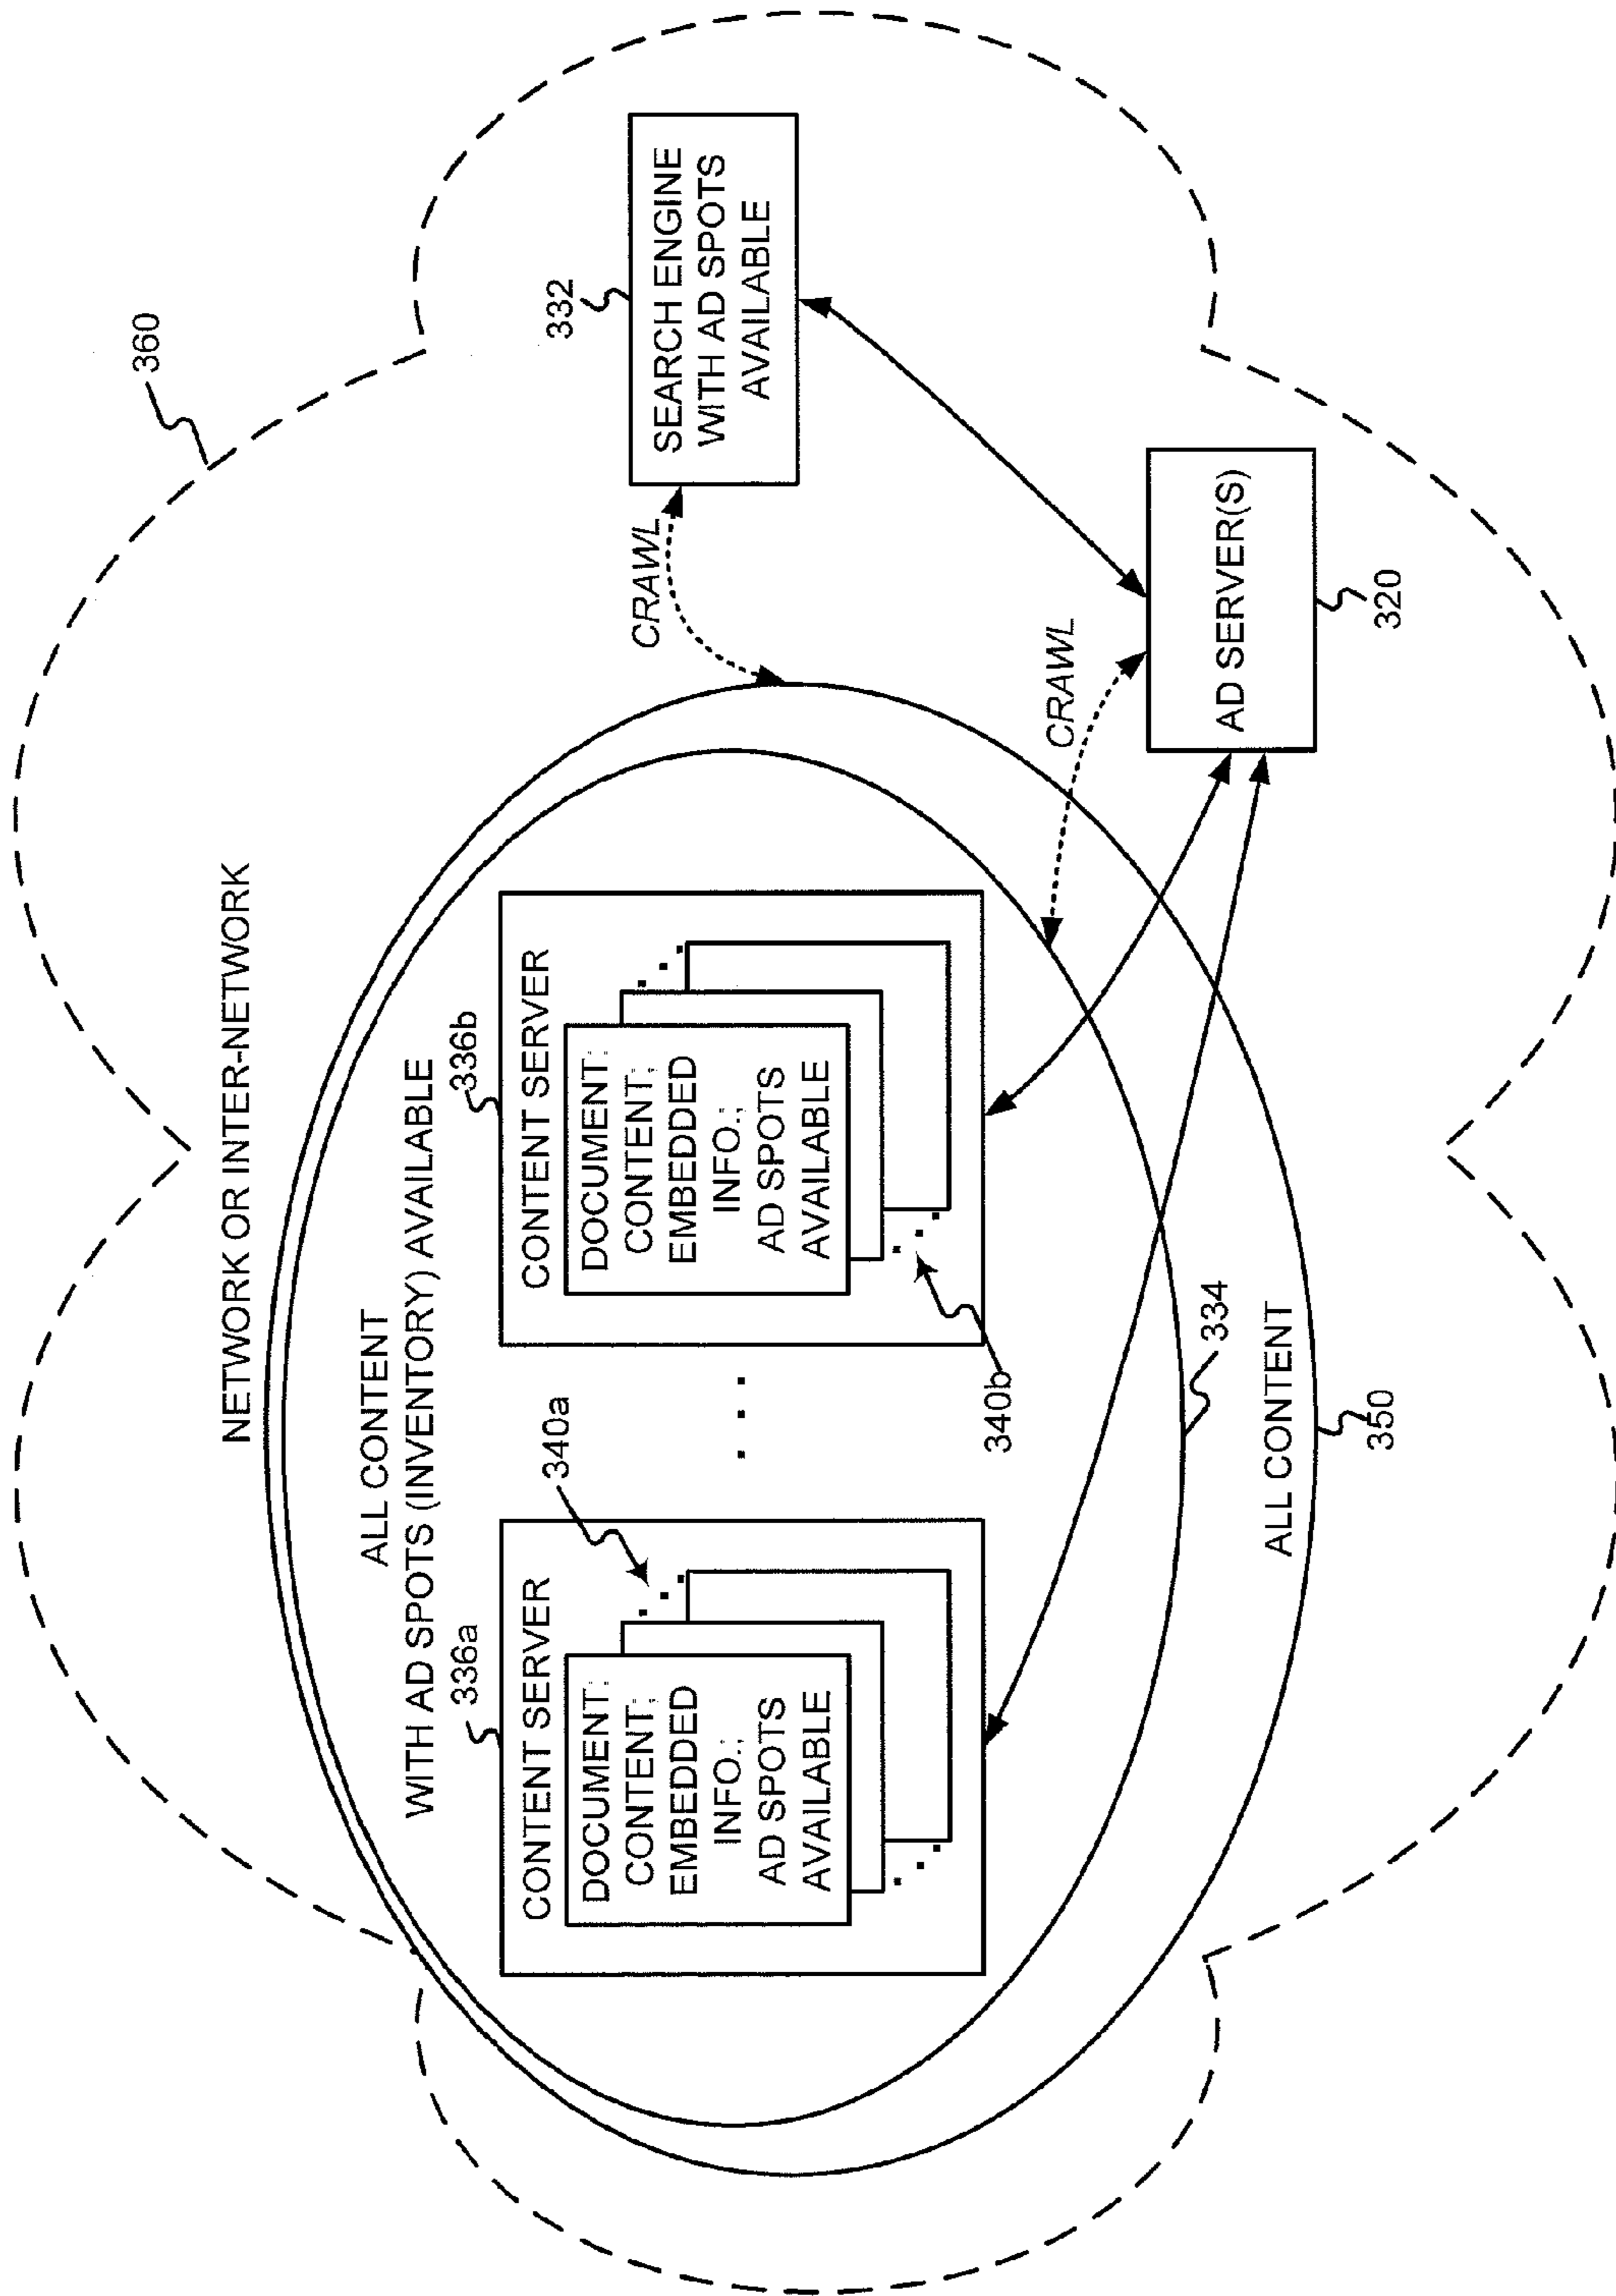 360
NETWORK OR INTER-NETWORK
ALL CONTENT
WITH AD SPOTS (INVENTORY) AVAILABLE
336a
CONTENT SERVER
DOCUMENT:
CONTENT;
EMBEDDED
INFO.;
AD SPOTS
AVAILABLE
340a
. . .
336b
CONTENT SERVER
DOCUMENT:
CONTENT;
EMBEDDED
INFO.;
AD SPOTS
AVAILABLE
340b
332
SEARCH ENGINE
WITH AD SPOTS
AVAILABLE
CRAWL
CRAWL
AD SERVER(S)
320
334
ALL CONTENT
350